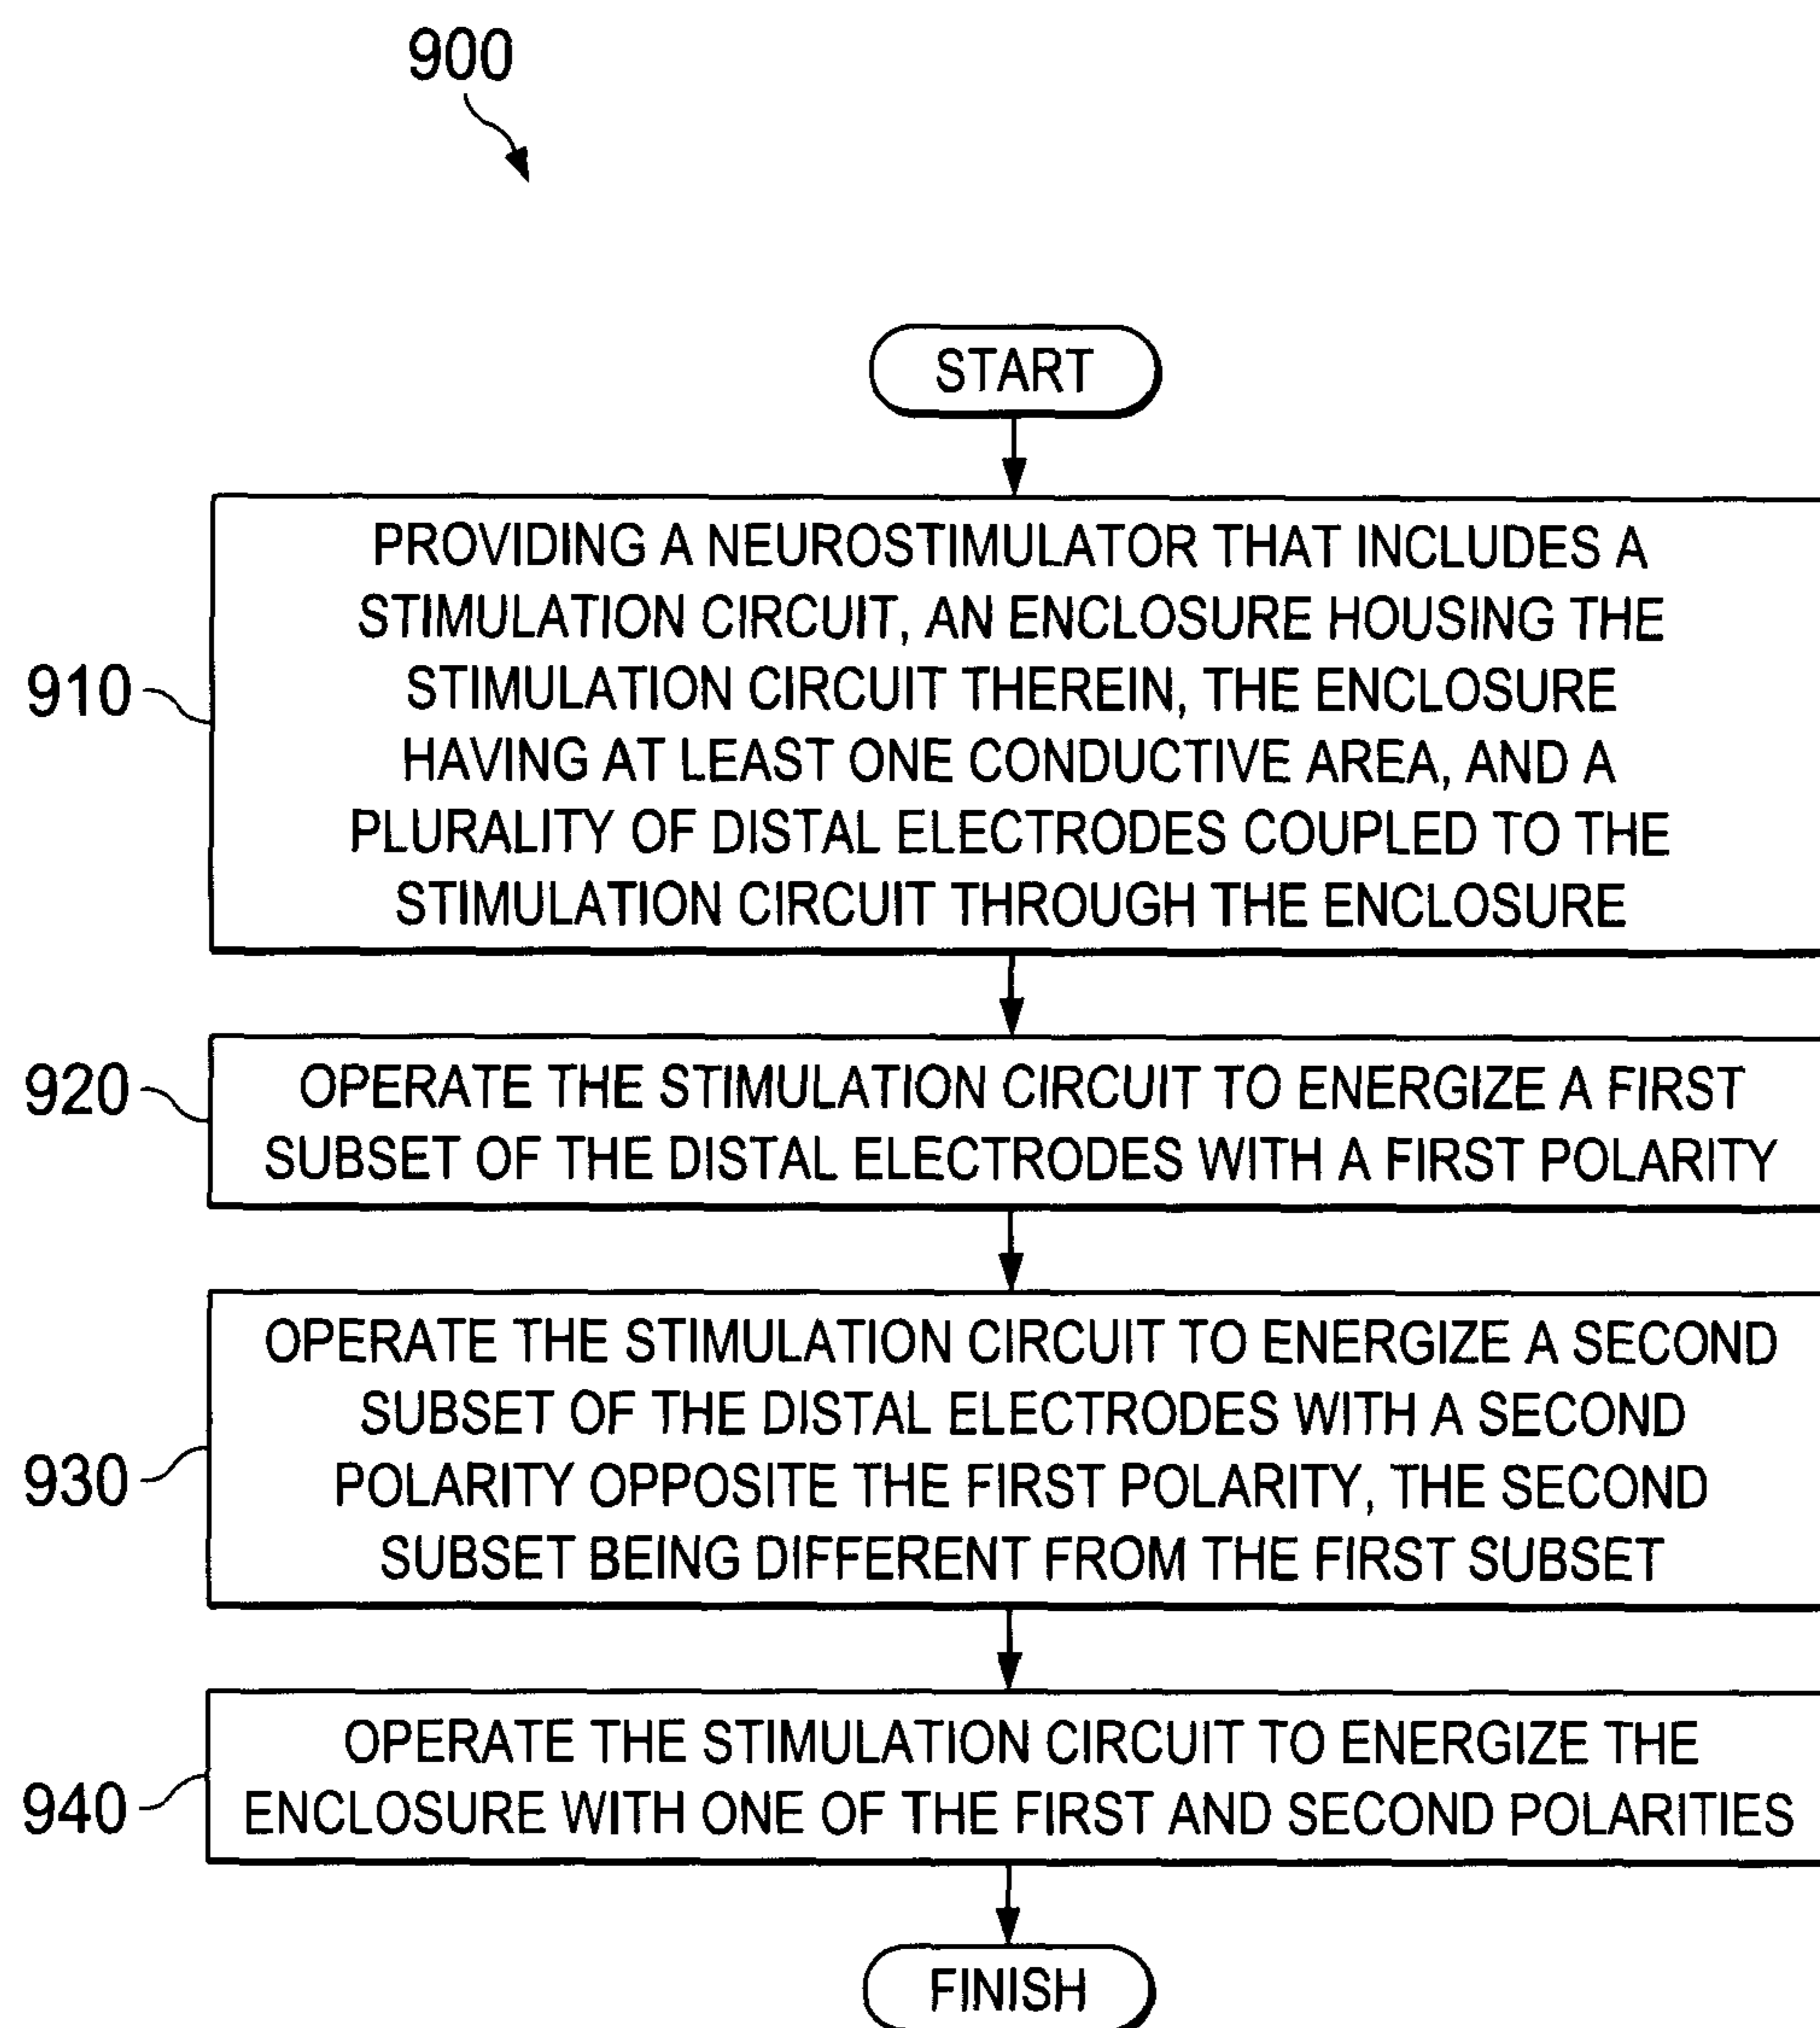 900
START
910
PROVIDING A NEUROSTIMULATOR THAT INCLUDES A
STIMULATION CIRCUIT, AN ENCLOSURE HOUSING THE
STIMULATION CIRCUIT THEREIN, THE ENCLOSURE
HAVING AT LEAST ONE CONDUCTIVE AREA, AND A
PLURALITY OF DISTAL ELECTRODES COUPLED TO THE
STIMULATION CIRCUIT THROUGH THE ENCLOSURE
920
OPERATE THE STIMULATION CIRCUIT TO ENERGIZE A FIRST
SUBSET OF THE DISTAL ELECTRODES WITH A FIRST POLARITY
930
OPERATE THE STIMULATION CIRCUIT TO ENERGIZE A SECOND
SUBSET OF THE DISTAL ELECTRODES WITH A SECOND
POLARITY OPPOSITE THE FIRST POLARITY, THE SECOND
SUBSET BEING DIFFERENT FROM THE FIRST SUBSET
940
OPERATE THE STIMULATION CIRCUIT TO ENERGIZE THE
ENCLOSURE WITH ONE OF THE FIRST AND SECOND POLARITIES
FINISH